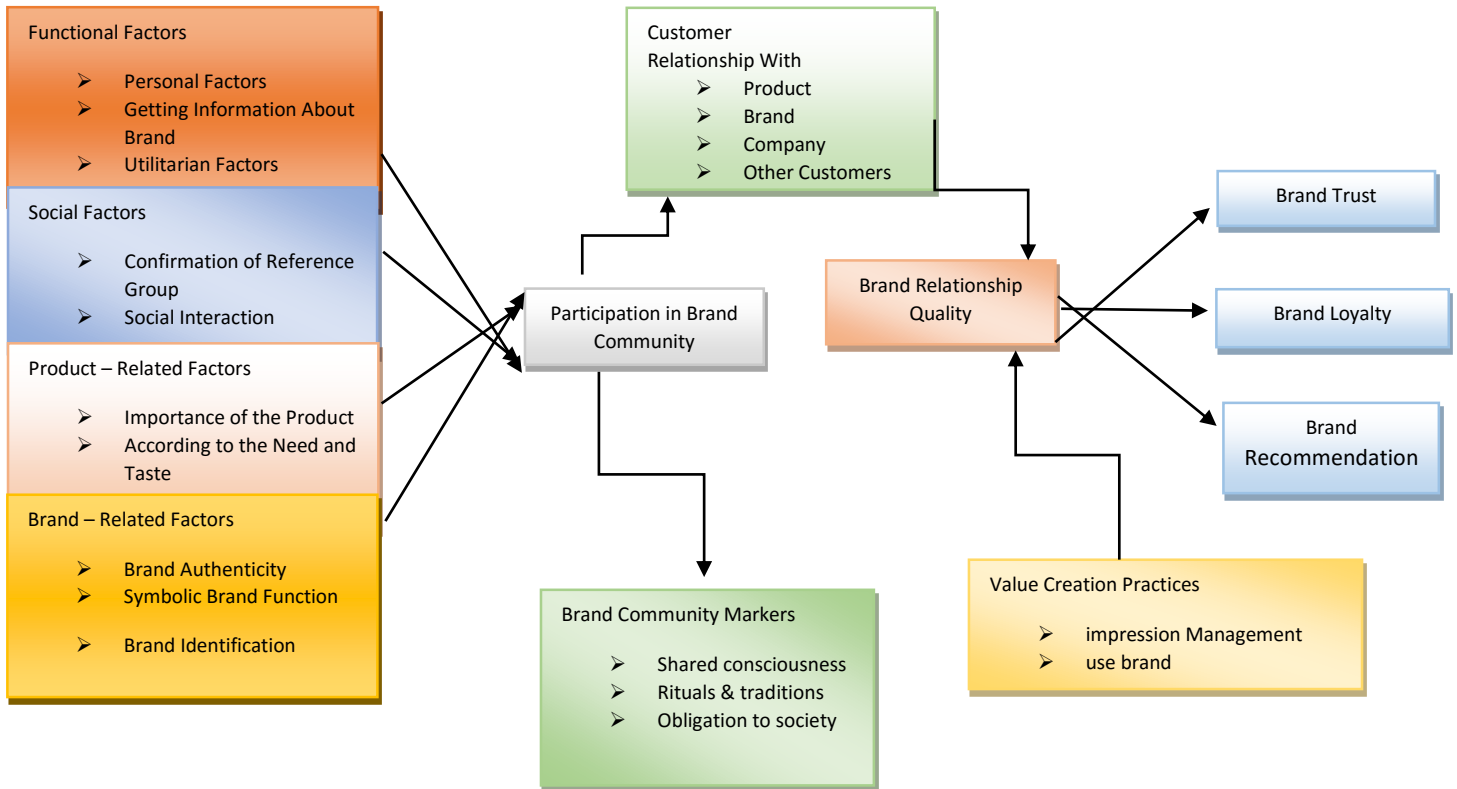 Functional Factors
➢ Personal Factors
➢ Getting Information About
Brand
➢ Utilitarian Factors
Social Factors
➢ Confirmation of Reference
Group
➢ Social Interaction
Product – Related Factors
➢ Importance of the Product
➢ According to the Need and
Taste
Brand – Related Factors
➢ Brand Authenticity
➢ Symbolic Brand Function
➢ Brand Identification
Participation in Brand
Community
Customer
Relationship With
➢ Product
➢ Brand
➢ Company
➢ Other Customers
Brand Community Markers
➢ Shared consciousness
➢ Rituals & traditions
➢ Obligation to society
Brand Relationship
Quality
Value Creation Practices
➢ impression Management
➢ use brand
Brand Trust
Brand Loyalty
Brand
Recommendation